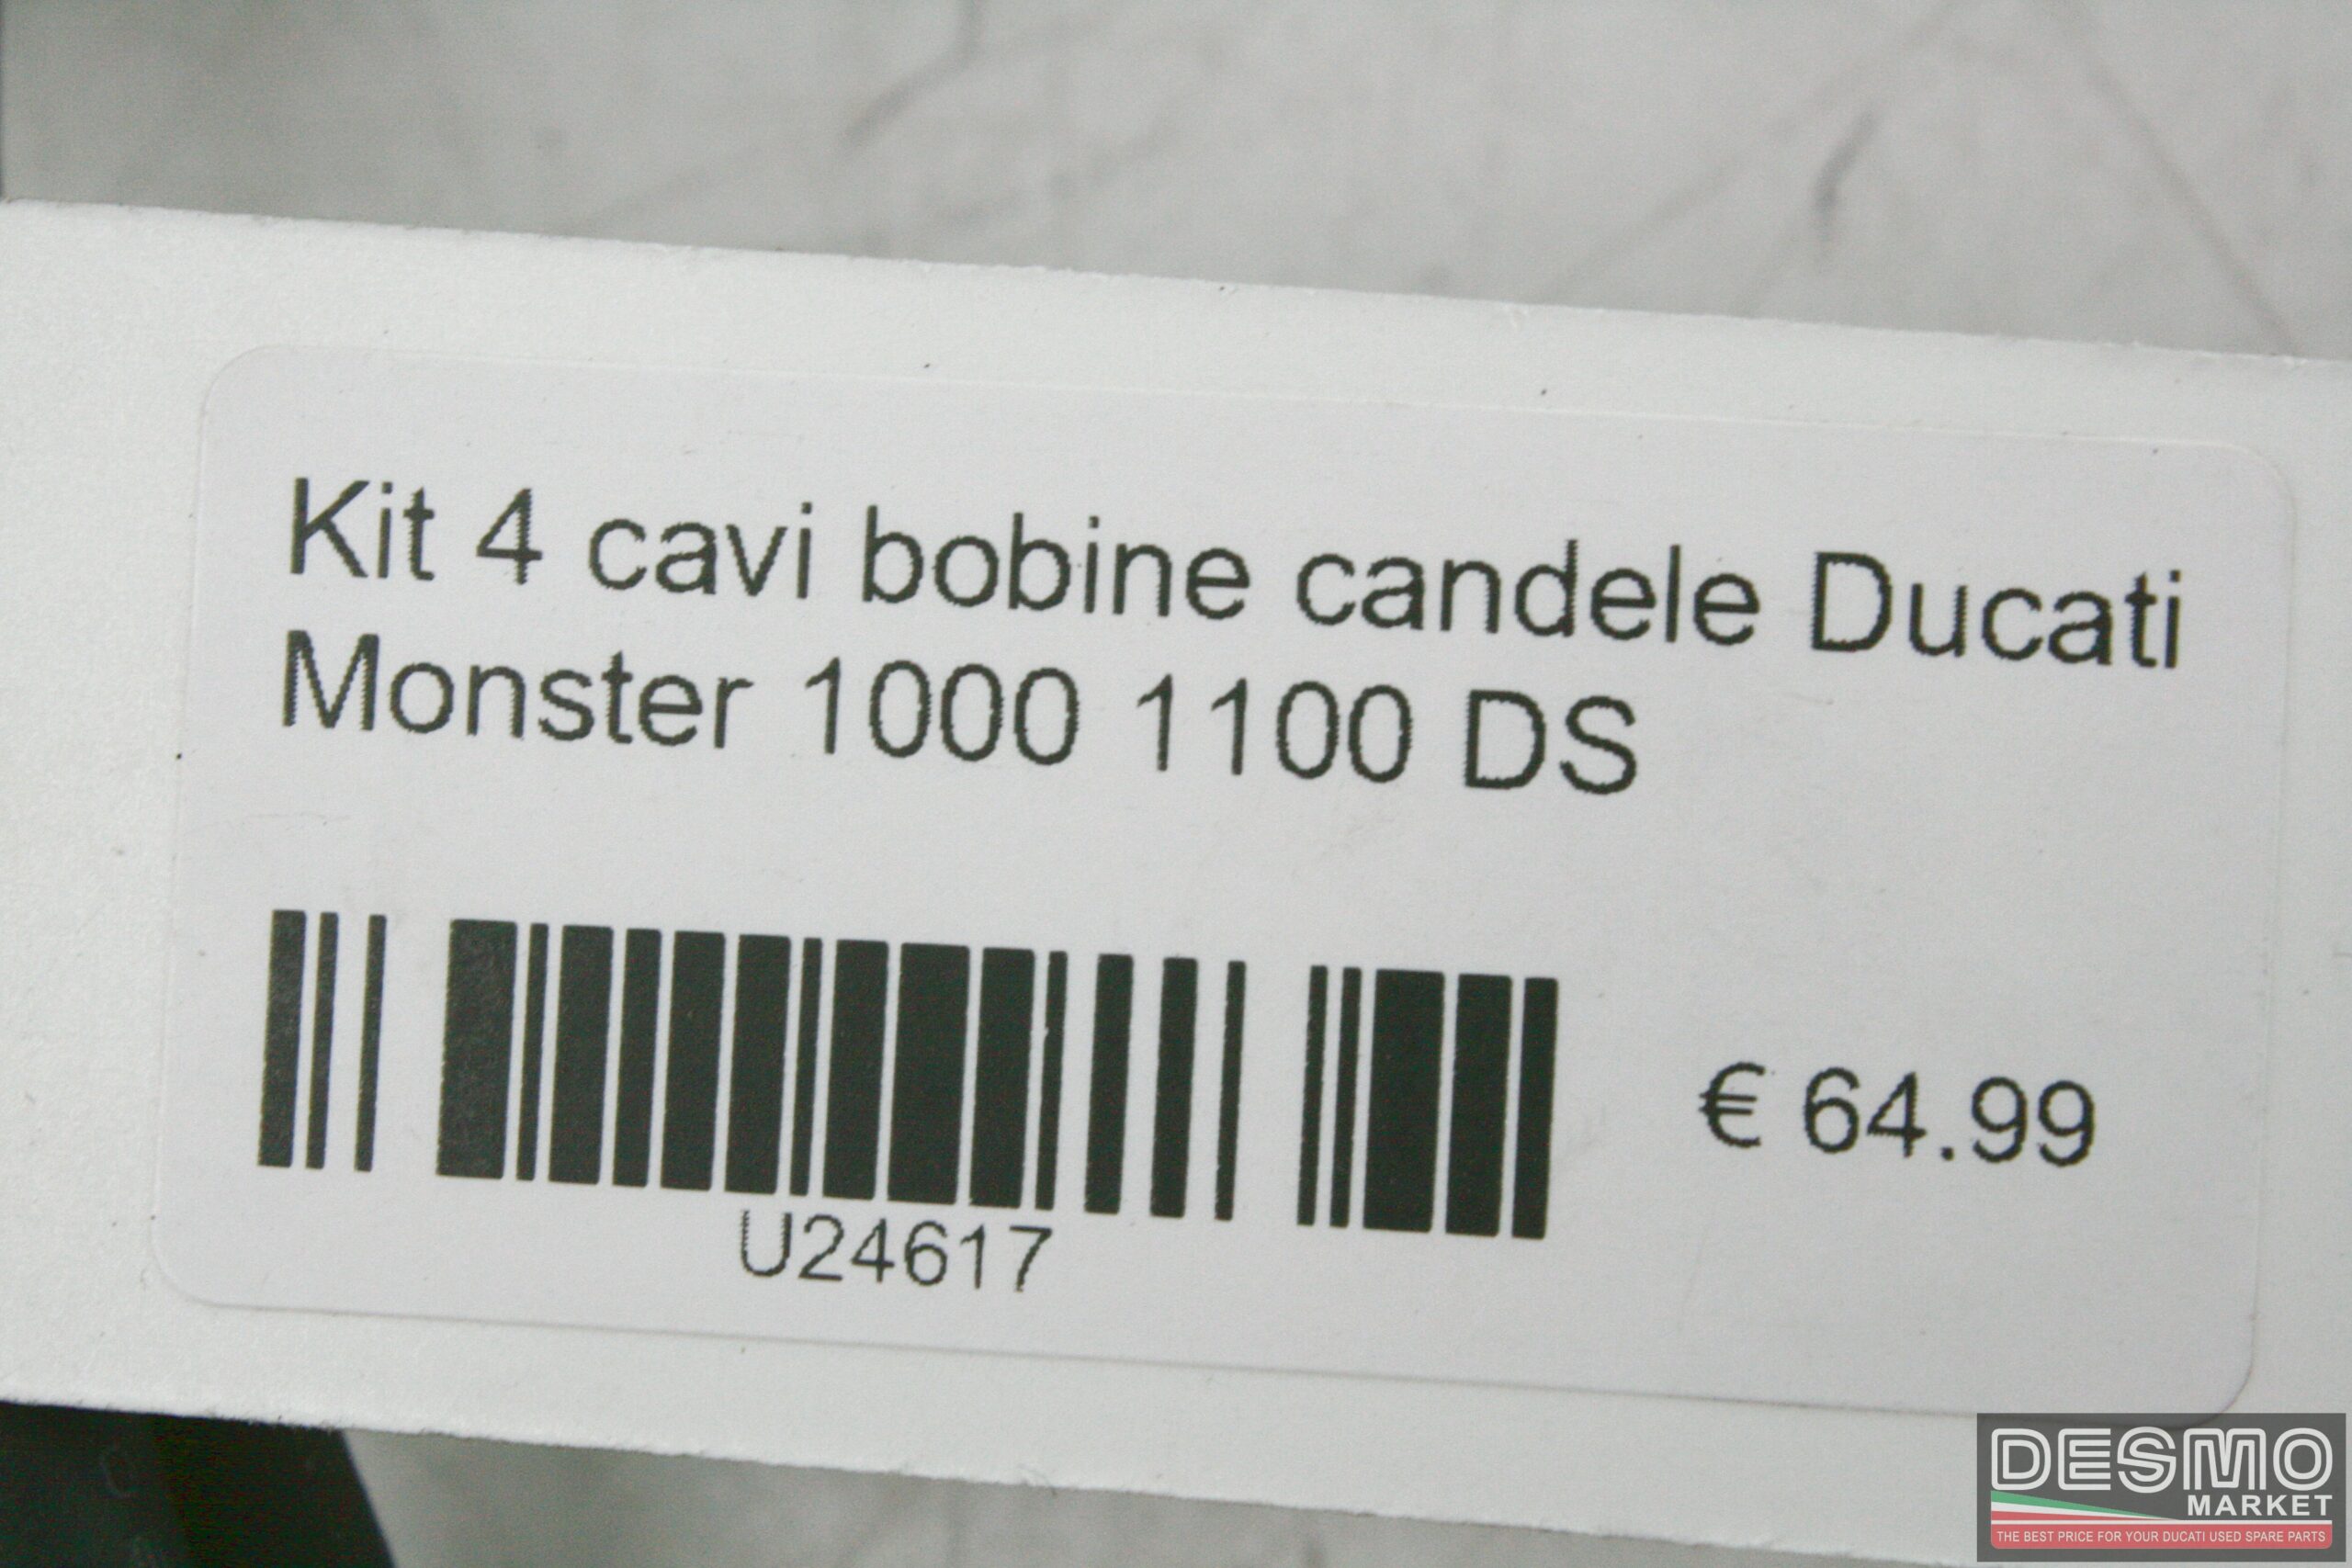 Kit 4 cavi bobine candele Ducati
Monster 1000 1100 DS
€ 64.99
U24617
DESMO
MARKET
THE BEST PRICE FOR YOUR DUCATI USED SPARE PARTS